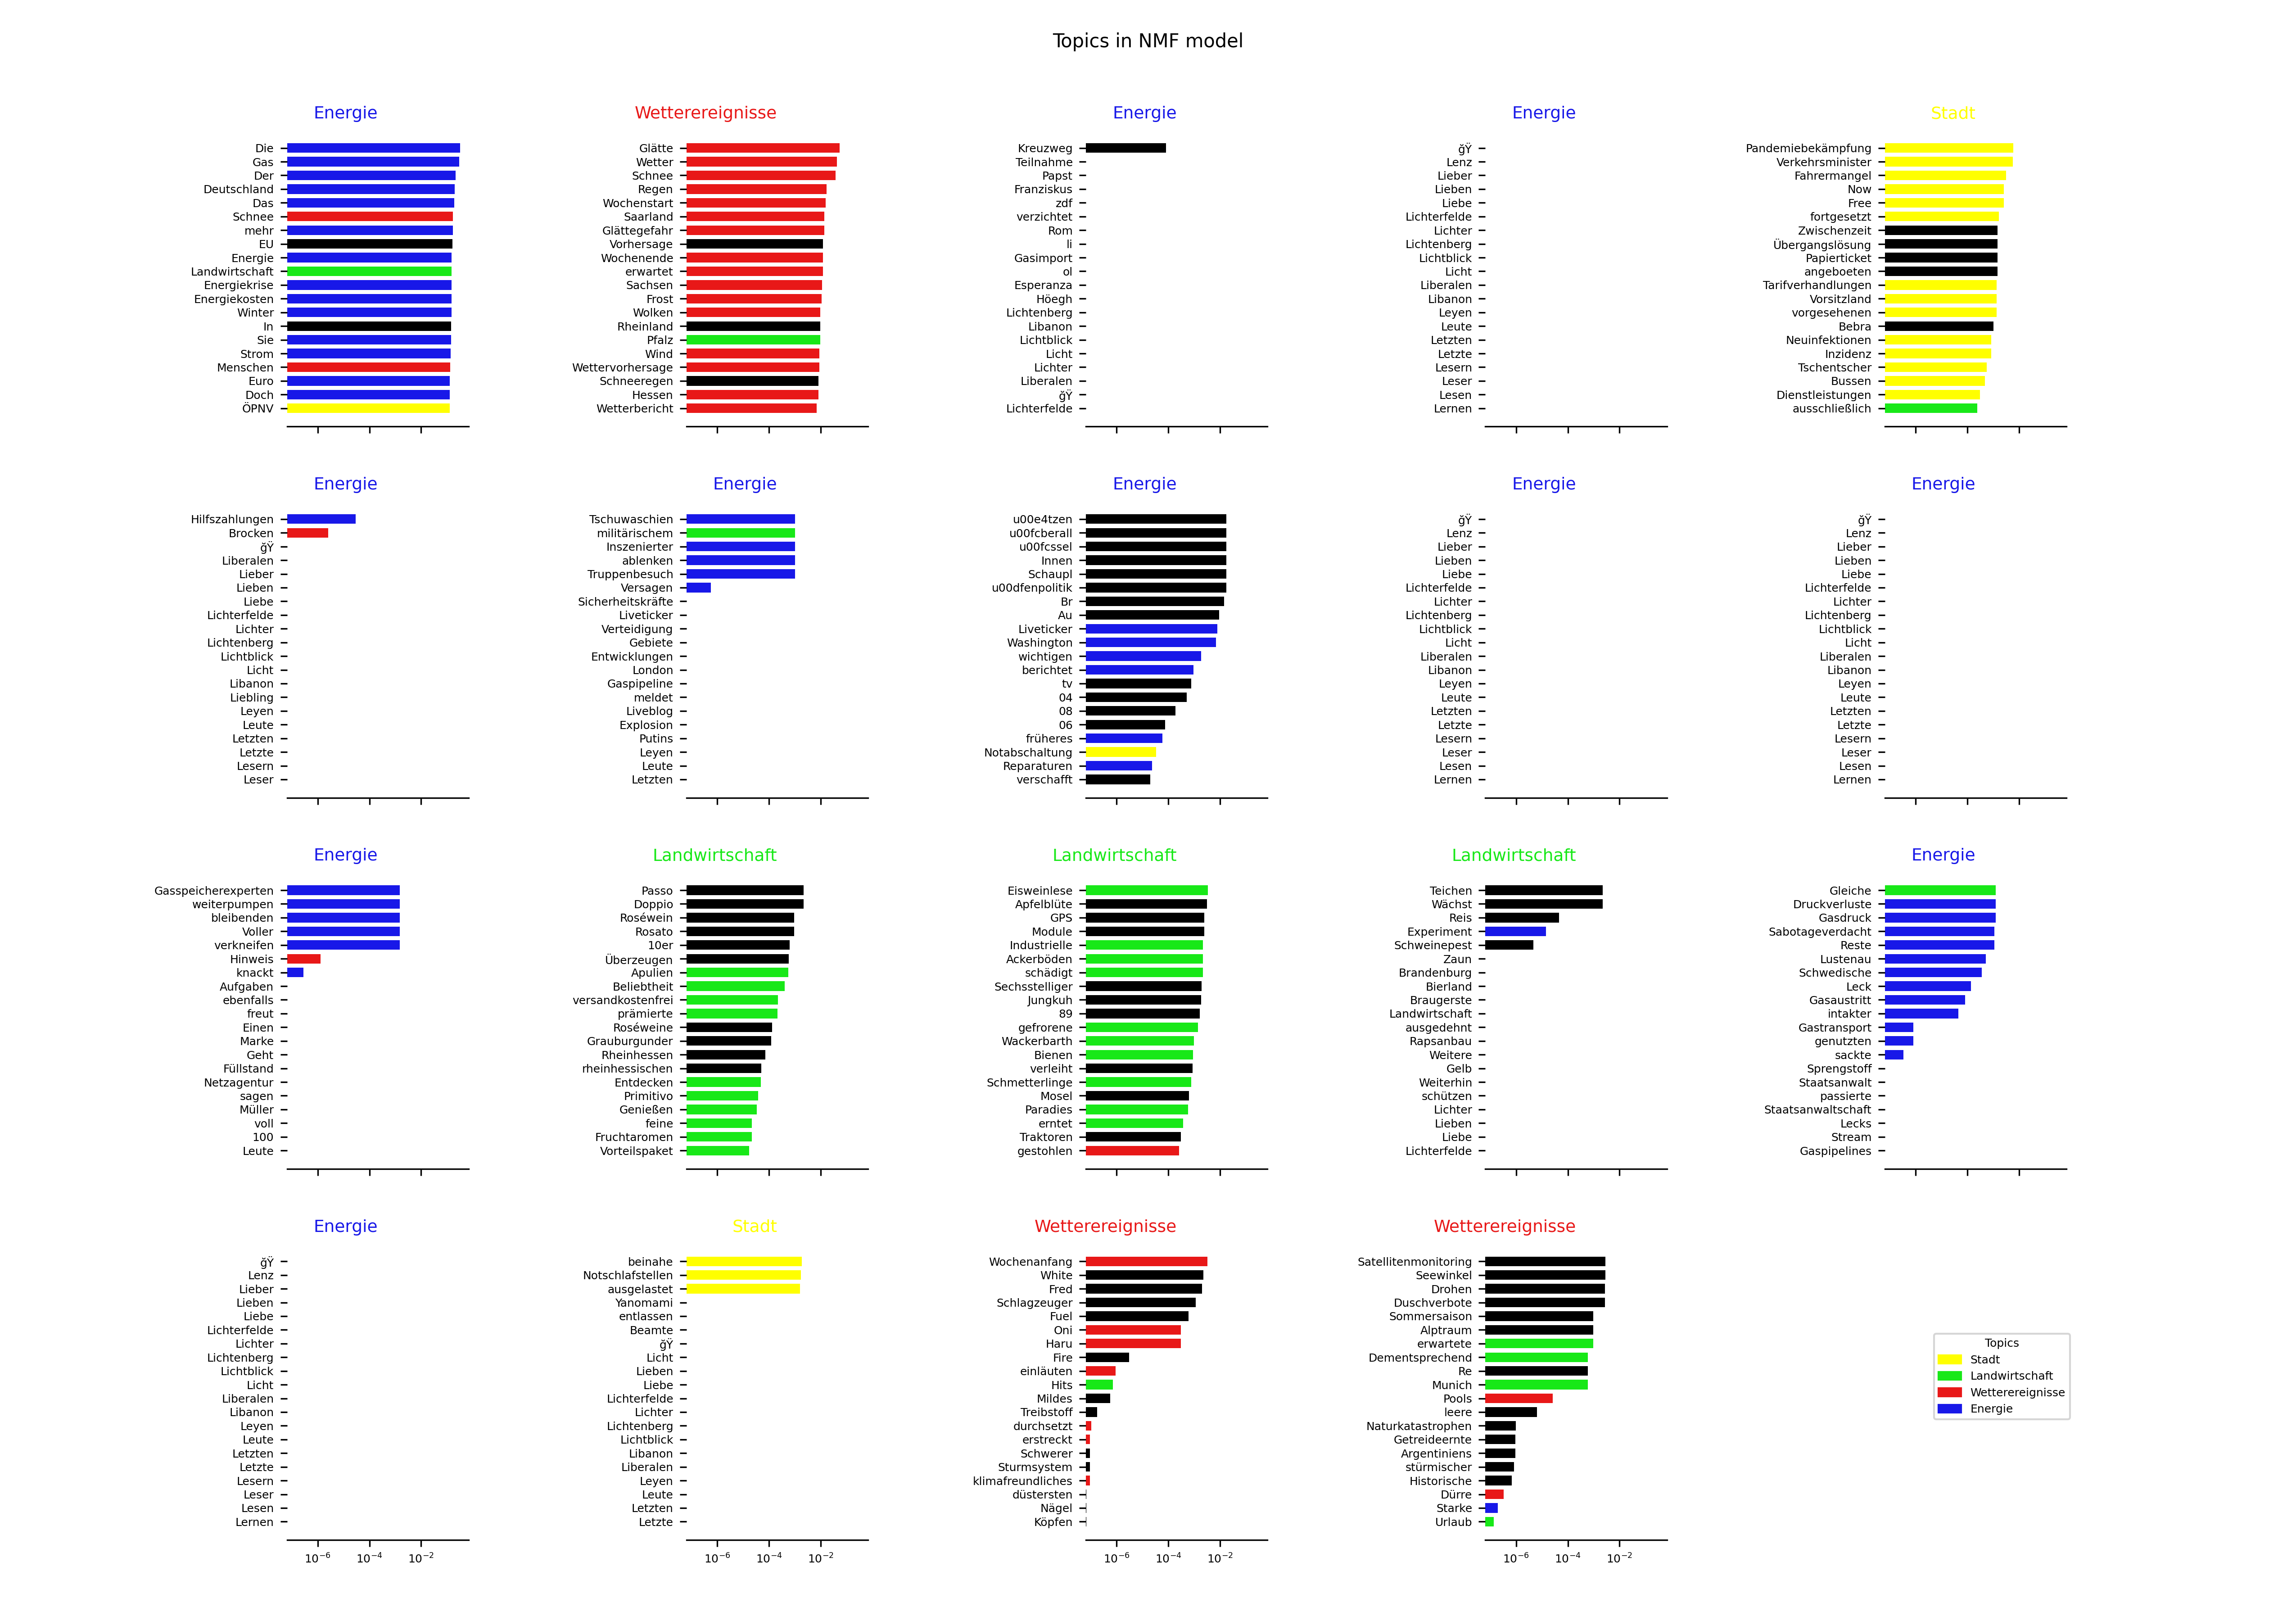 Topics in NMF model
Energie
Die
Gas
Der
Deutschland
Das
Schnee
mehr
EU
Energie
Landwirtschaft
Energiekrise
Energiekosten
Winter
In
Sie
Strom
Menschen
Euro
Doch
ÖPNV
Wetterereignisse
Glätte
Wetter
Schnee
Regen
Wochenstart
Saarland
Glättegefahr
Vorhersage
Wochenende
erwartet
Sachsen
Frost
Wolken
Rheinland
Pfalz
Wind
Wettervorhersage
Schneeregen
Hessen
Wetterbericht
Energie
Kreuzweg
Teilnahme
Papst
Franziskus
zdf
verzichtet
Rom
li
Gasimport
ol
Esperanza
Höegh
Lichtenberg
Libanon
Lichtblick
Licht
Lichter
Liberalen
ğŸ
Lichterfelde
Energie
ğŸ
Lenz
Lieber
Lieben
Liebe
Lichterfelde
Lichter
Lichtenberg
Lichtblick
Licht
Liberalen
Libanon
Leyen
Leute
Letzten
Letzte
Lesern
Leser
Lesen
Lernen
Stadt
Pandemiebekämpfung
Verkehrsminister
Fahrermangel
Now
Free
fortgesetzt
Zwischenzeit
Übergangslösung
Papierticket
angeboeten
Tarifverhandlungen
Vorsitzland
vorgesehenen
Bebra
Neuinfektionen
Inzidenz
Tschentscher
Bussen
Dienstleistungen
ausschließlich
Energie
Hilfszahlungen
Brocken
ğŸ
Liberalen
Lieber
Lieben
Liebe
Lichterfelde
Lichter
Lichtenberg
Lichtblick
Licht
Libanon
Liebling
Leyen
Leute
Letzten
Letzte
Lesern
Leser
Energie
Tschuwaschien
militärischem
Inszenierter
ablenken
Truppenbesuch
Versagen
Sicherheitskräfte
Liveticker
Verteidigung
Gebiete
Entwicklungen
London
Gaspipeline
meldet
Liveblog
Explosion
Putins
Leyen
Leute
Letzten
Energie
u00e4tzen
u00fcberall
u00fcssel
Innen
Schaupl
u00dfenpolitik
Br
Au
Liveticker
Washington
wichtigen
berichtet
tv
04
08
06
früheres
Notabschaltung
Reparaturen
verschafft
Energie
ğŸ
Lenz
Lieber
Lieben
Liebe
Lichterfelde
Lichter
Lichtenberg
Lichtblick
Licht
Liberalen
Libanon
Leyen
Leute
Letzten
Letzte
Lesern
Leser
Lesen
Lernen
Energie
ğŸ
Lenz
Lieber
Lieben
Liebe
Lichterfelde
Lichter
Lichtenberg
Lichtblick
Licht
Liberalen
Libanon
Leyen
Leute
Letzten
Letzte
Lesern
Leser
Lesen
Lernen
Energie
Gasspeicherexperten
weiterpumpen
bleibenden
Voller
verkneifen
Hinweis
knackt
Aufgaben
ebenfalls
freut
Einen
Marke
Geht
Füllstand
Netzagentur
sagen
Müller
voll
100
Leute
Landwirtschaft
Passo
Doppio
Roséwein
Rosato
10er
Überzeugen
Apulien
Beliebtheit
versandkostenfrei
prämierte
Roséweine
Grauburgunder
Rheinhessen
rheinhessischen
Entdecken
Primitivo
Genießen
feine
Fruchtaromen
Vorteilspaket
Landwirtschaft
Eisweinlese
Apfelblüte
GPS
Module
Industrielle
Ackerböden
schädigt
Sechsstelliger
Jungkuh
89
gefrorene
Wackerbarth
Bienen
verleiht
Schmetterlinge
Mosel
Paradies
erntet
Traktoren
gestohlen
Landwirtschaft
Teichen
Wächst
Reis
Experiment
Schweinepest
Zaun
Brandenburg
Bierland
Braugerste
Landwirtschaft
ausgedehnt
Rapsanbau
Weitere
Gelb
Weiterhin
schützen
Lichter
Lieben
Liebe
Lichterfelde
Energie
Gleiche
Druckverluste
Gasdruck
Sabotageverdacht
Reste
Lustenau
Schwedische
Leck
Gasaustritt
intakter
Gastransport
genutzten
sackte
Sprengstoff
Staatsanwalt
passierte
Staatsanwaltschaft
Lecks
Stream
Gaspipelines
Energie
ğŸ
Lenz
Lieber
Lieben
Liebe
Lichterfelde
Lichter
Lichtenberg
Lichtblick
Licht
Liberalen
Libanon
Leyen
Leute
Letzten
Letzte
Lesern
Leser
Lesen
Lernen
10⁻⁶ 10⁻⁴ 10⁻²
Stadt
beinahe
Notschlafstellen
ausgelastet
Yanomami
entlassen
Beamte
ğŸ
Licht
Lieben
Liebe
Lichterfelde
Lichter
Lichtenberg
Lichtblick
Libanon
Liberalen
Leyen
Leute
Letzten
Letzte
10⁻⁶ 10⁻⁴ 10⁻²
Wetterereignisse
Wochenanfang
White
Fred
Schlagzeuger
Fuel
Oni
Haru
Fire
einläuten
Hits
Mildes
Treibstoff
durchsetzt
erstreckt
Schwerer
Sturmsystem
klimafreundliches
düstersten
Nägel
Köpfen
10⁻⁶ 10⁻⁴ 10⁻²
Wetterereignisse
Satellitenmonitoring
Seewinkel
Drohen
Duschverbote
Sommersaison
Alptraum
erwartete
Dementsprechend
Re
Munich
Pools
leere
Naturkatastrophen
Getreideernte
Argentiniens
stürmischer
Historische
Dürre
Starke
Urlaub
10⁻⁶ 10⁻⁴ 10⁻²
Topics
Stadt
Landwirtschaft
Wetterereignisse
Energie